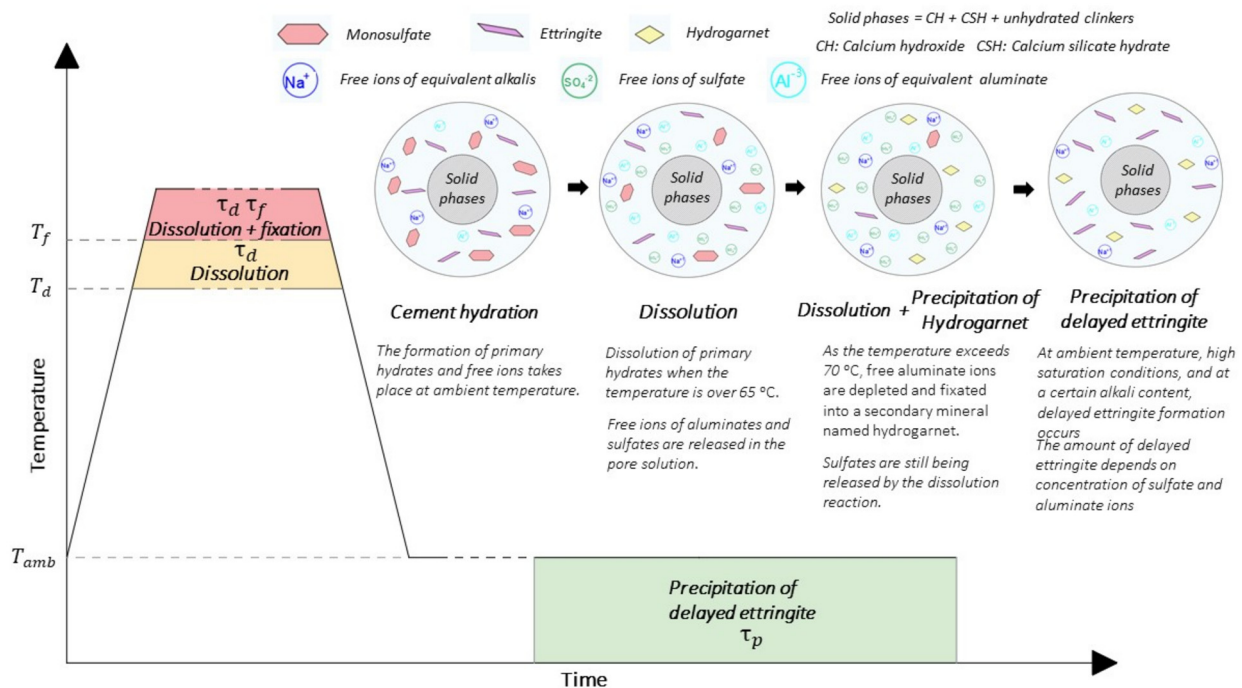 Monosulfate
Ettringite
Hydrogarnet
Solid phases = CH + CSH + unhydrated clinkers
CH: Calcium hydroxide CSH: Calcium silicate hydrate
Na⁺ Free ions of equivalent alkalis
SO₄⁻² Free ions of sulfate
Al⁻³ Free ions of equivalent aluminate
Solid
phases
Solid
phases
Solid
phases
Solid
phases
τd τf
Dissolution + fixation
τd
Dissolution
Tf
Td
Tamb
Temperature
Cement hydration
The formation of primary
hydrates and free ions takes
place at ambient temperature.
Dissolution
Dissolution of primary
hydrates when the
temperature is over 65 ºC.
Free ions of aluminates and
sulfates are released in the
pore solution.
Dissolution + Precipitation of
Hydrogarnet
As the temperature exceeds
70 ºC, free aluminate ions
are depleted and fixated
into a secondary mineral
named hydrogarnet.
Sulfates are still being
released by the dissolution
reaction.
Precipitation of
delayed ettringite
At ambient temperature, high
saturation conditions, and at
a certain alkali content,
delayed ettringite formation
occurs
The amount of delayed
ettringite depends on
concentration of sulfate and
aluminate ions
Precipitation of
delayed ettringite
τp
Time